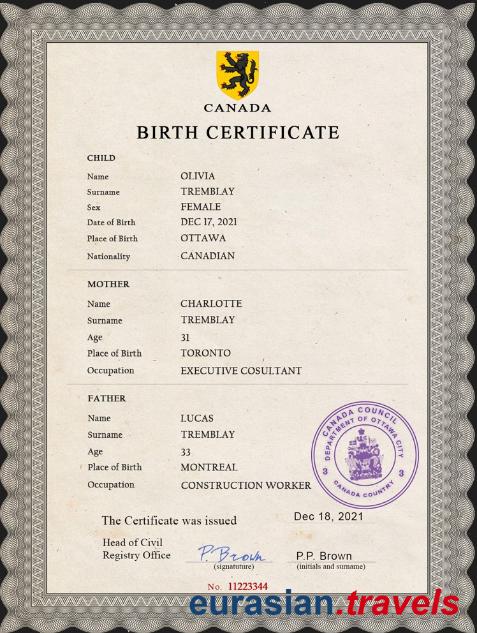 CANADA
BIRTH CERTIFICATE
CHILD
Name OLIVIA
Surname TREMBLAY
Sex FEMALE
Date of Birth DEC 17, 2021
Place of Birth OTTAWA
Nationality CANADIAN
MOTHER
Name CHARLOTTE
Surname TREMBLAY
Age 31
Place of Birth TORONTO
Occupation EXECUTIVE COSULTANT
FATHER
Name LUCAS
Surname TREMBLAY
Age 33
Place of Birth MONTREAL
Occupation CONSTRUCTION WORKER
CANADA COUNCIL
DEPARTMENT OF OTTAWA CITY
3 3
CANADA COUNTRY
The Certificate was issued Dec 18, 2021
Head of Civil
Registry Office P.Brown P.P. Brown
(signatuture) (initials and surname)
No. 11223344
eurasian.travels